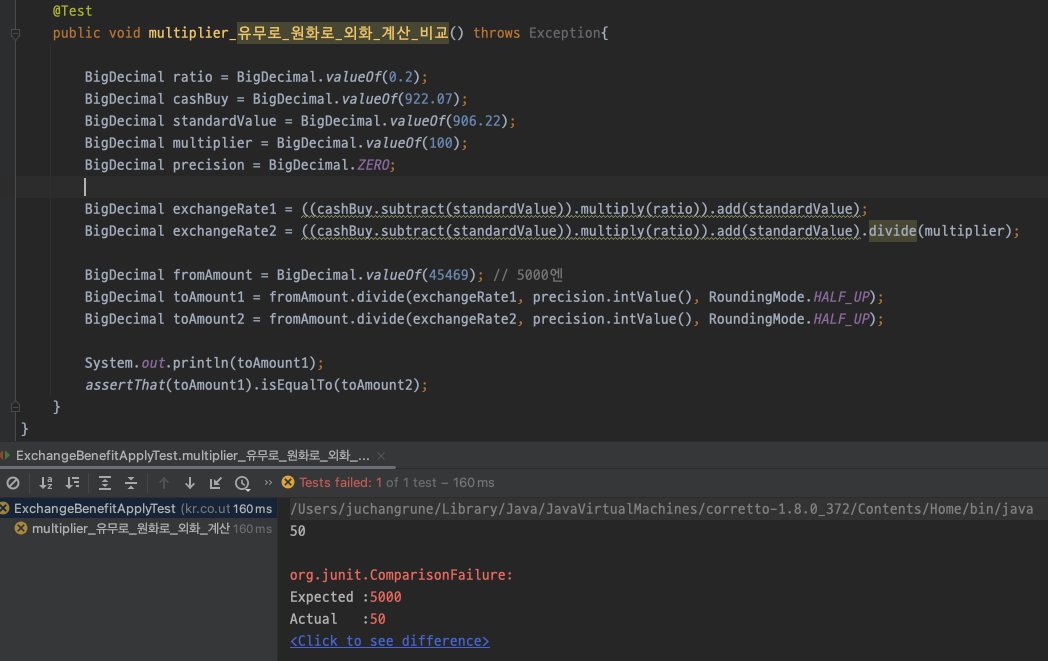 @Test
public void multiplier_유무로_원화로_외화_계산_비교() throws Exception{
BigDecimal ratio = BigDecimal.valueOf(0.2);
BigDecimal cashBuy = BigDecimal.valueOf(922.07);
BigDecimal standardValue = BigDecimal.valueOf(906.22);
BigDecimal multiplier = BigDecimal.valueOf(100);
BigDecimal precision = BigDecimal.ZERO;
BigDecimal exchangeRate1 = ((cashBuy.subtract(standardValue)).multiply(ratio)).add(standardValue);
BigDecimal exchangeRate2 = ((cashBuy.subtract(standardValue)).multiply(ratio)).add(standardValue).divide(multiplier);
BigDecimal fromAmount = BigDecimal.valueOf(45469); // 5000엔
BigDecimal toAmount1 = fromAmount.divide(exchangeRate1, precision.intValue(), RoundingMode.HALF_UP);
BigDecimal toAmount2 = fromAmount.divide(exchangeRate2, precision.intValue(), RoundingMode.HALF_UP);
System.out.println(toAmount1);
assertThat(toAmount1).isEqualTo(toAmount2);
}
}
ExchangeBenefitApplyTest.multiplier_유무로_원화로_외화_...
Tests failed: 1 of 1 test – 160 ms
ExchangeBenefitApplyTest (kr.co.ut 160 ms
multiplier_유무로_원화로_외화_계산 160 ms
/Users/juchangrune/Library/Java/JavaVirtualMachines/corretto-1.8.0_372/Contents/Home/bin/java
50
org.junit.ComparisonFailure:
Expected :5000
Actual   :50
<Click to see difference>